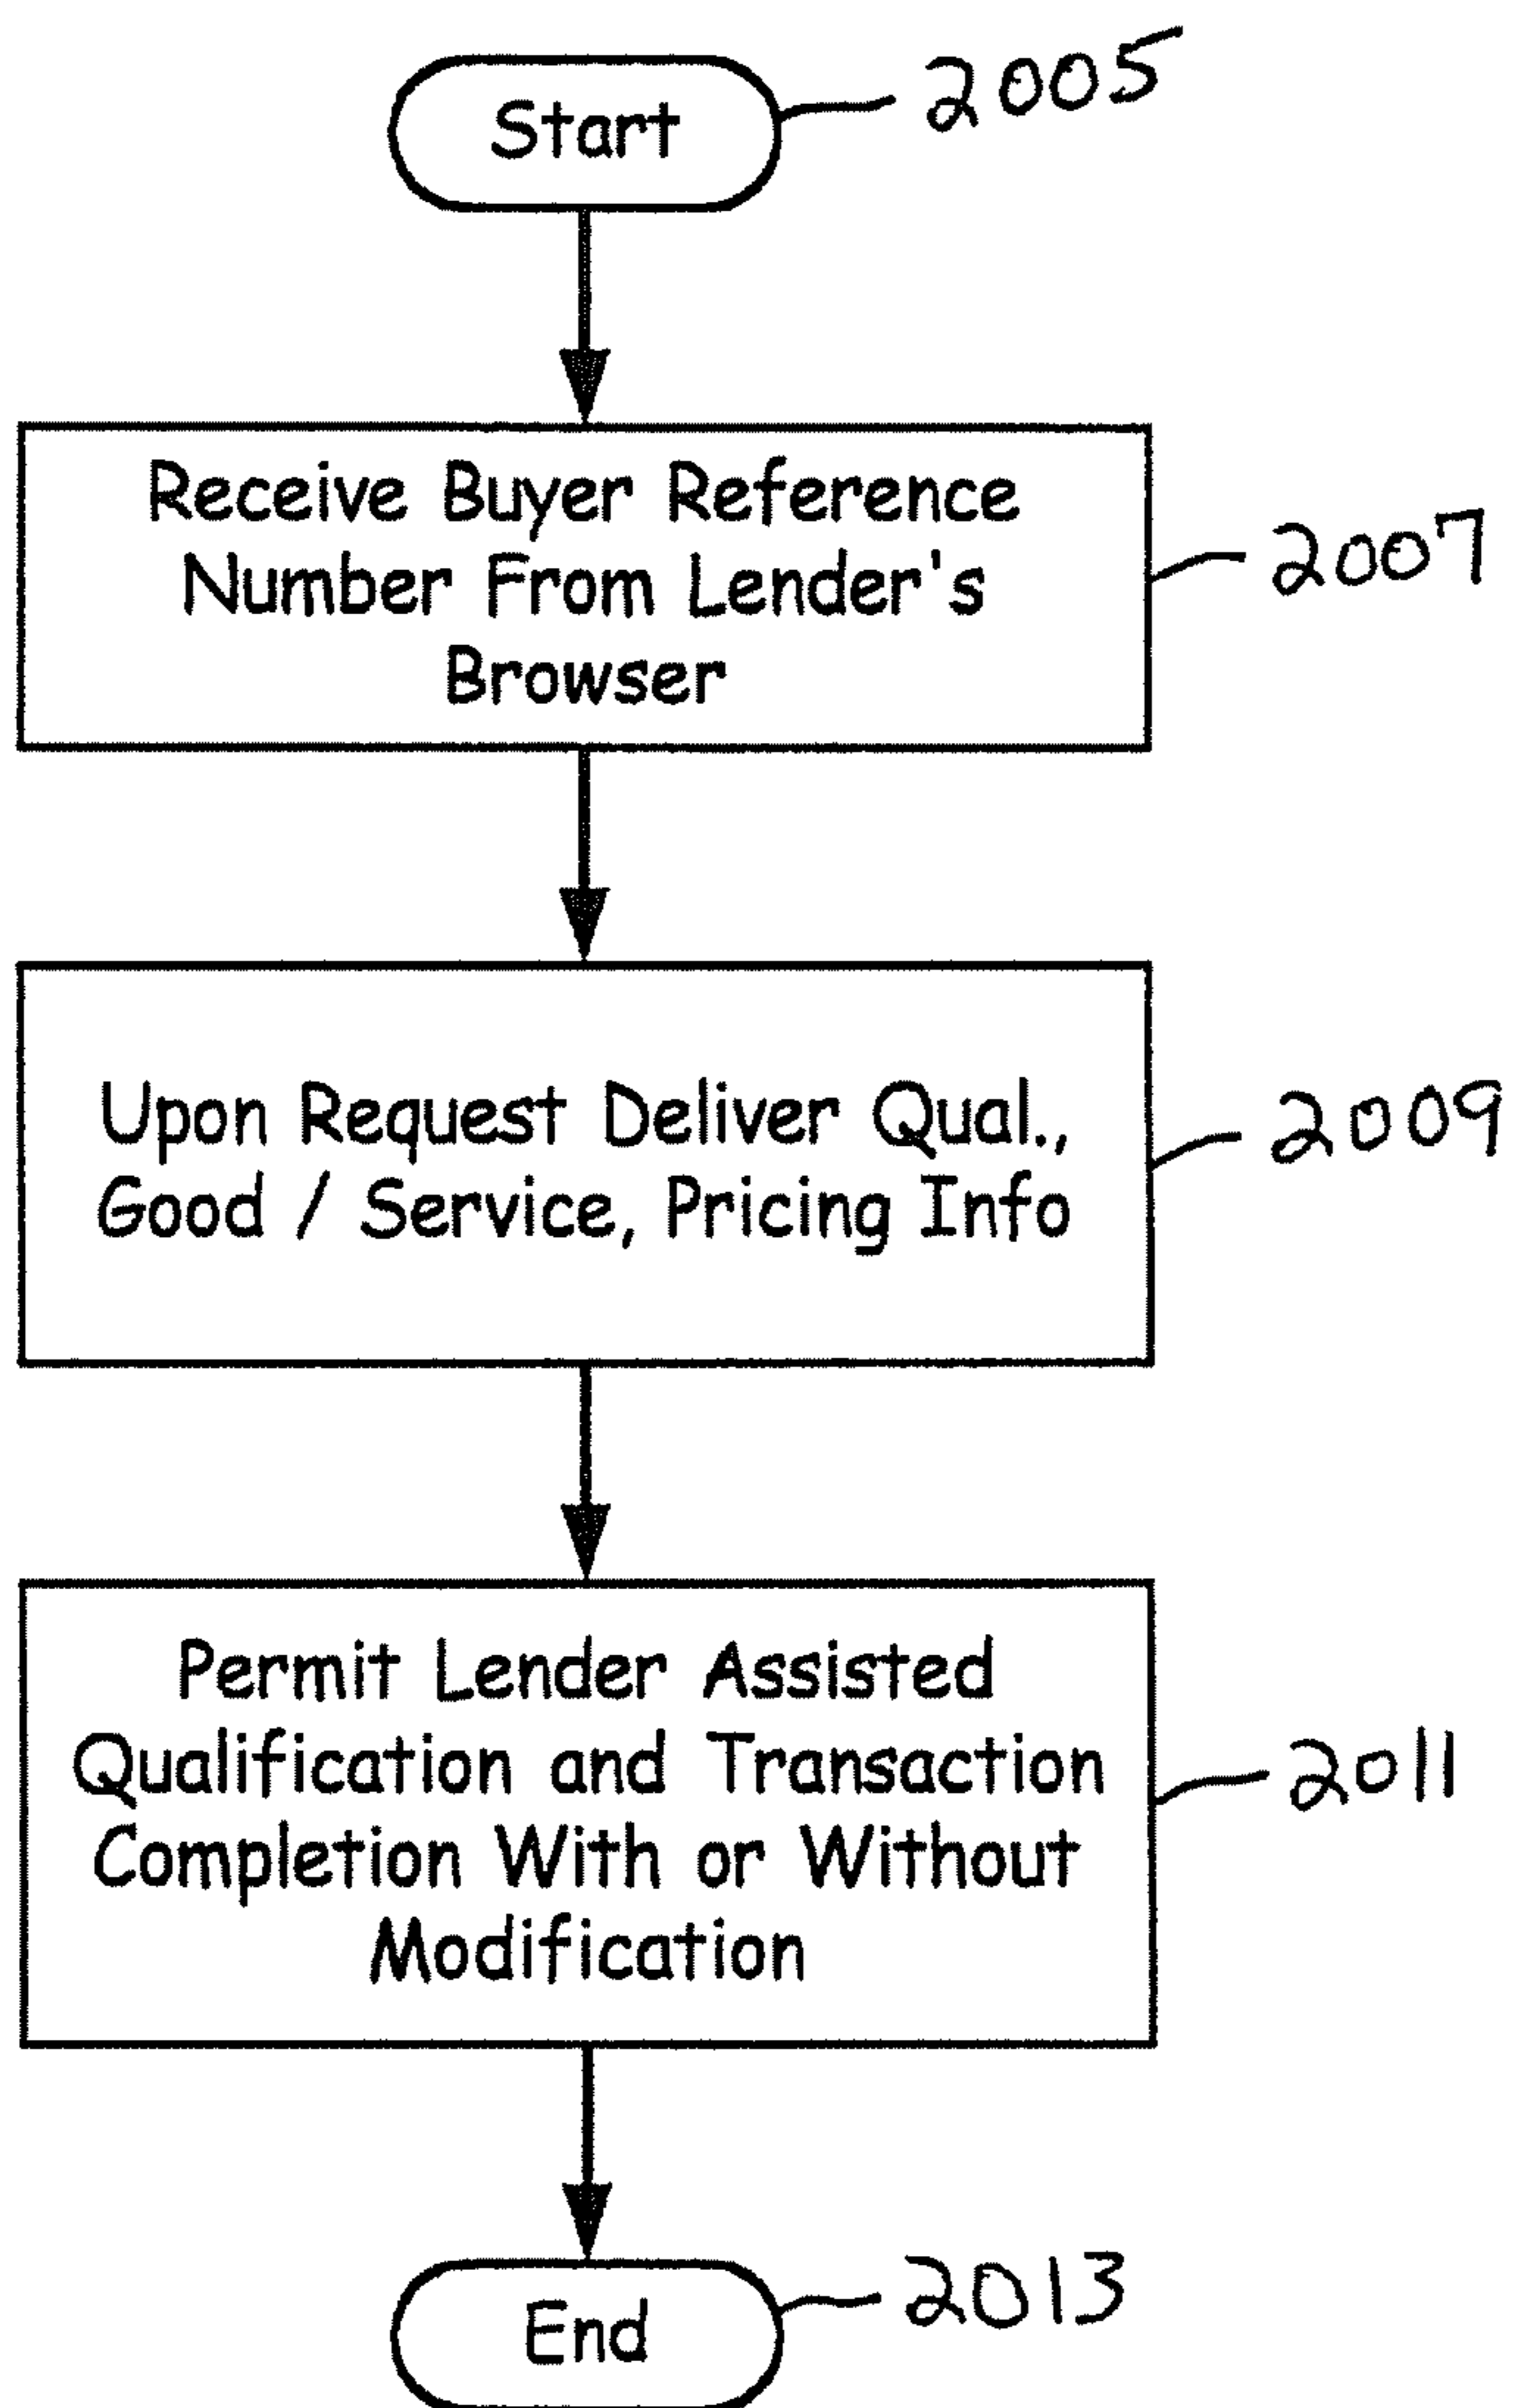 Start
2005
Receive Buyer Reference
Number From Lender's
Browser
2007
Upon Request Deliver Qual.,
Good / Service, Pricing Info
2009
Permit Lender Assisted
Qualification and Transaction
Completion With or Without
Modification
2011
End
2013